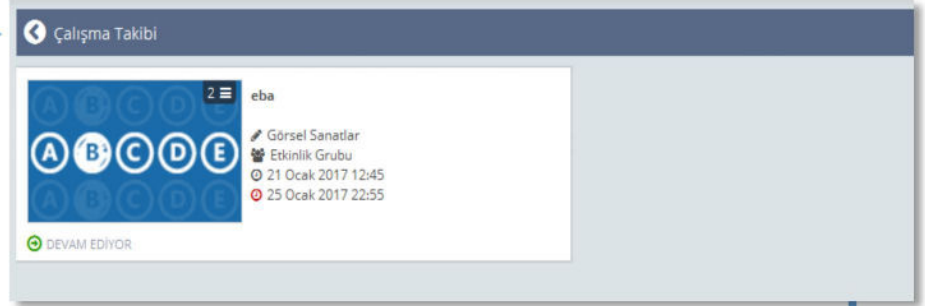 Çalışma Takibi
2
eba
A B C D E
A B C D E
A B C D E
Görsel Sanatlar
Etkinlik Grubu
21 Ocak 2017 12:45
25 Ocak 2017 22:55
DEVAM EDİYOR